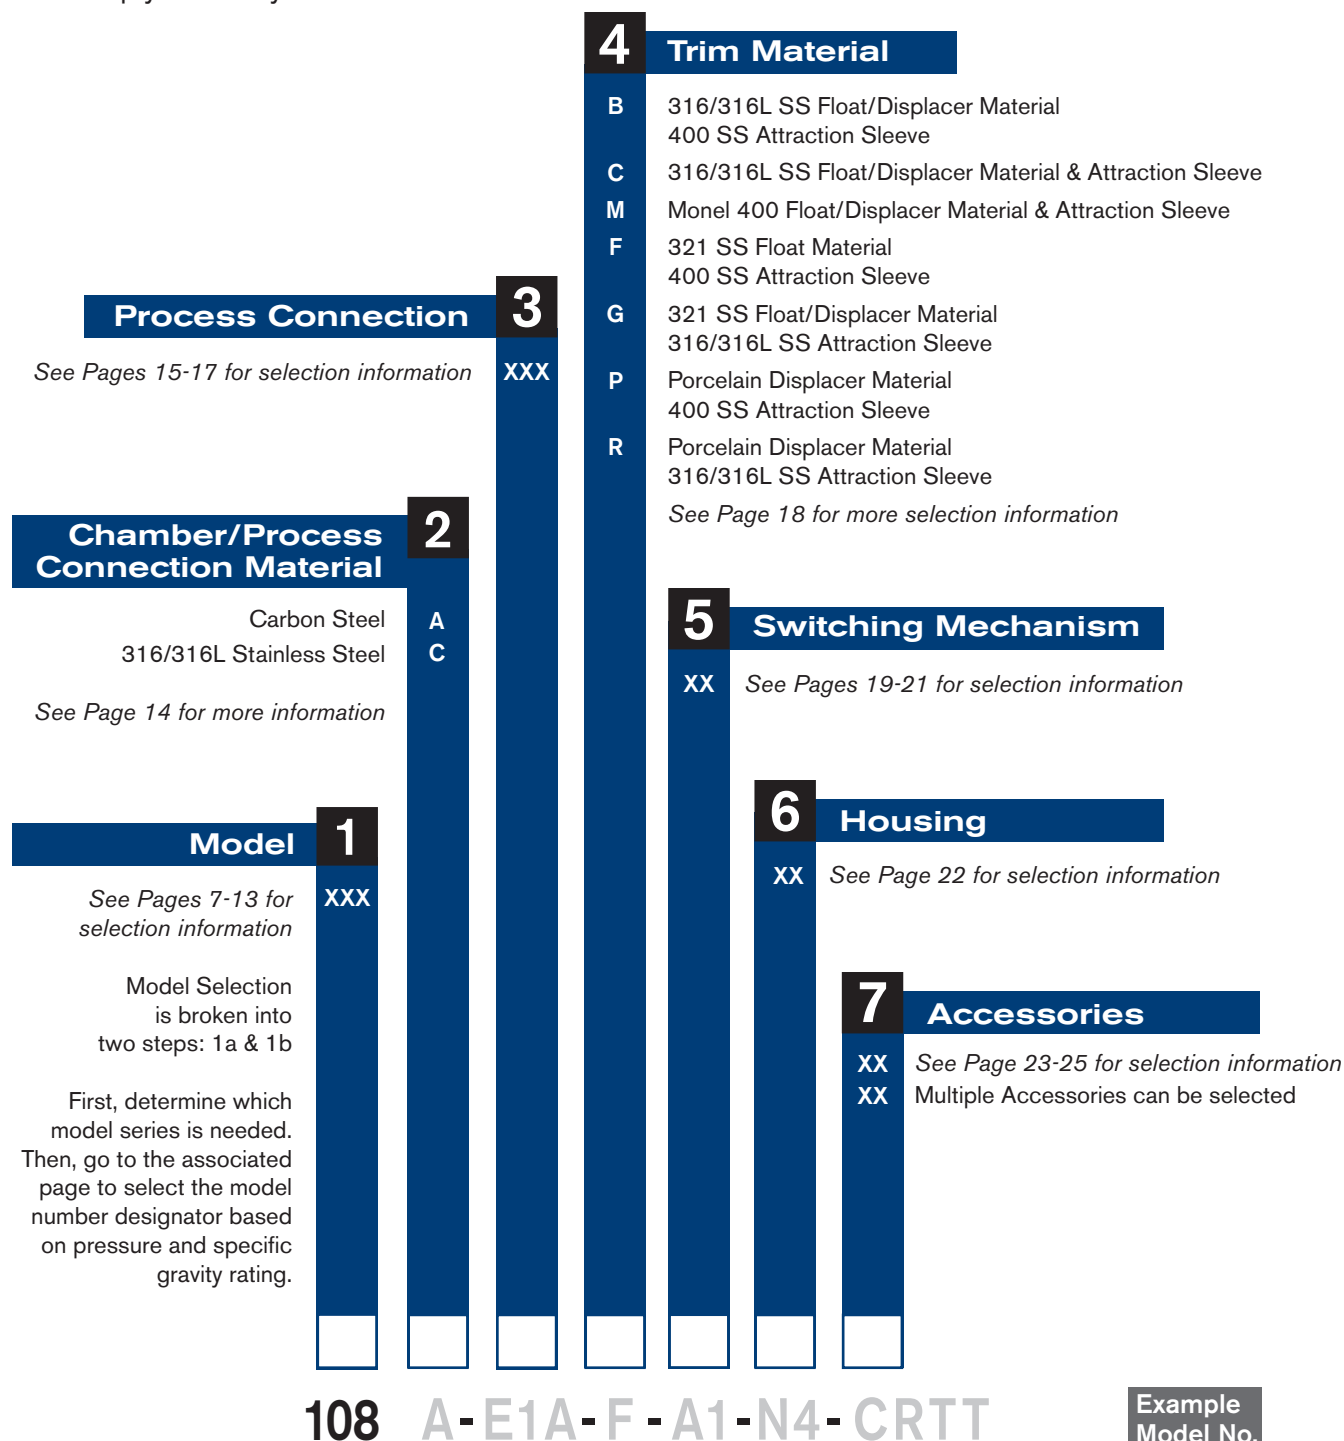 4 Trim Material
B 316/316L SS Float/Displacer Material
400 SS Attraction Sleeve
C 316/316L SS Float/Displacer Material & Attraction Sleeve
M Monel 400 Float/Displacer Material & Attraction Sleeve
F 321 SS Float Material
400 SS Attraction Sleeve
G 321 SS Float/Displacer Material
316/316L SS Attraction Sleeve
P Porcelain Displacer Material
400 SS Attraction Sleeve
R Porcelain Displacer Material
316/316L SS Attraction Sleeve
See Page 18 for more selection information
Process Connection 3
See Pages 15-17 for selection information XXX
Chamber/Process
Connection Material 2
Carbon Steel A
316/316L Stainless Steel C
See Page 14 for more information
5 Switching Mechanism
XX See Pages 19-21 for selection information
Model 1
See Pages 7-13 for XXX
selection information
Model Selection
is broken into
two steps: 1a & 1b
First, determine which
model series is needed.
Then, go to the associated
page to select the model
number designator based
on pressure and specific
gravity rating.
6 Housing
XX See Page 22 for selection information
7 Accessories
XX See Page 23-25 for selection information
XX Multiple Accessories can be selected
108 A-E1A-F-A1-N4-CRTT
Example
Model No.